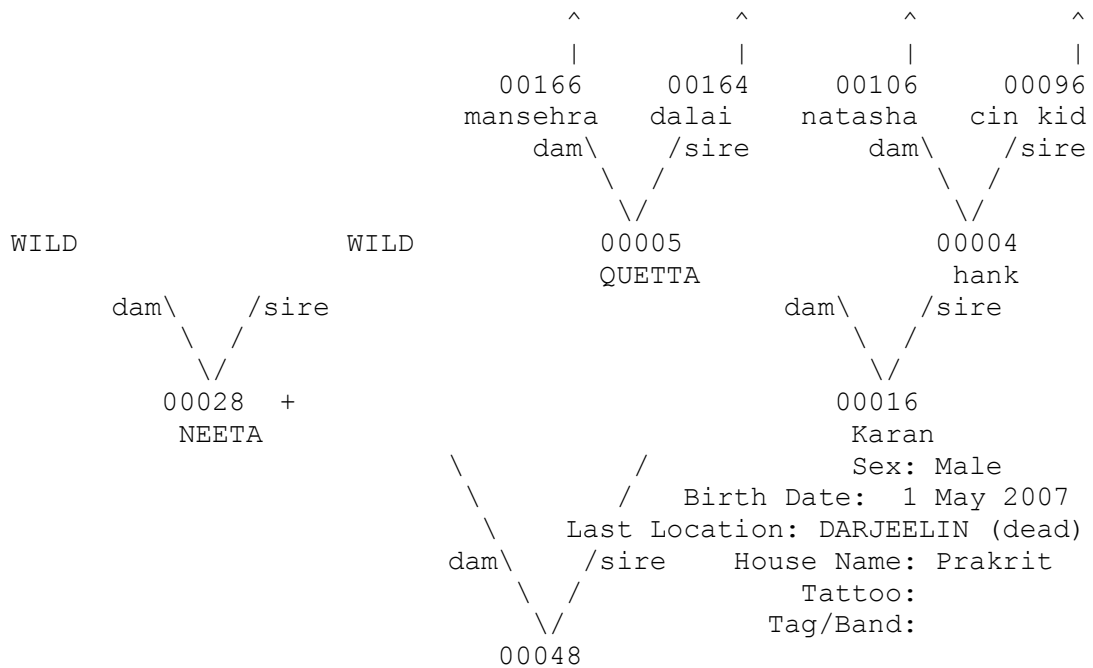 ^ ^ ^ ^
| | | |
00166 00164 00106 00096
mansehra dalai natasha cin kid
dam\ /sire dam\ /sire
\ / \ /
\/ \/
WILD WILD 00005 00004
QUETTA hank
dam\ /sire dam\ /sire
\ / \ /
\/ \/
00028 + 00016
NEETA Karan
\ / Sex: Male
\ / Birth Date: 1 May 2007
\ Last Location: DARJEELIN (dead)
dam\ /sire House Name: Prakrit
\ / Tattoo:
\/ Tag/Band:
00048